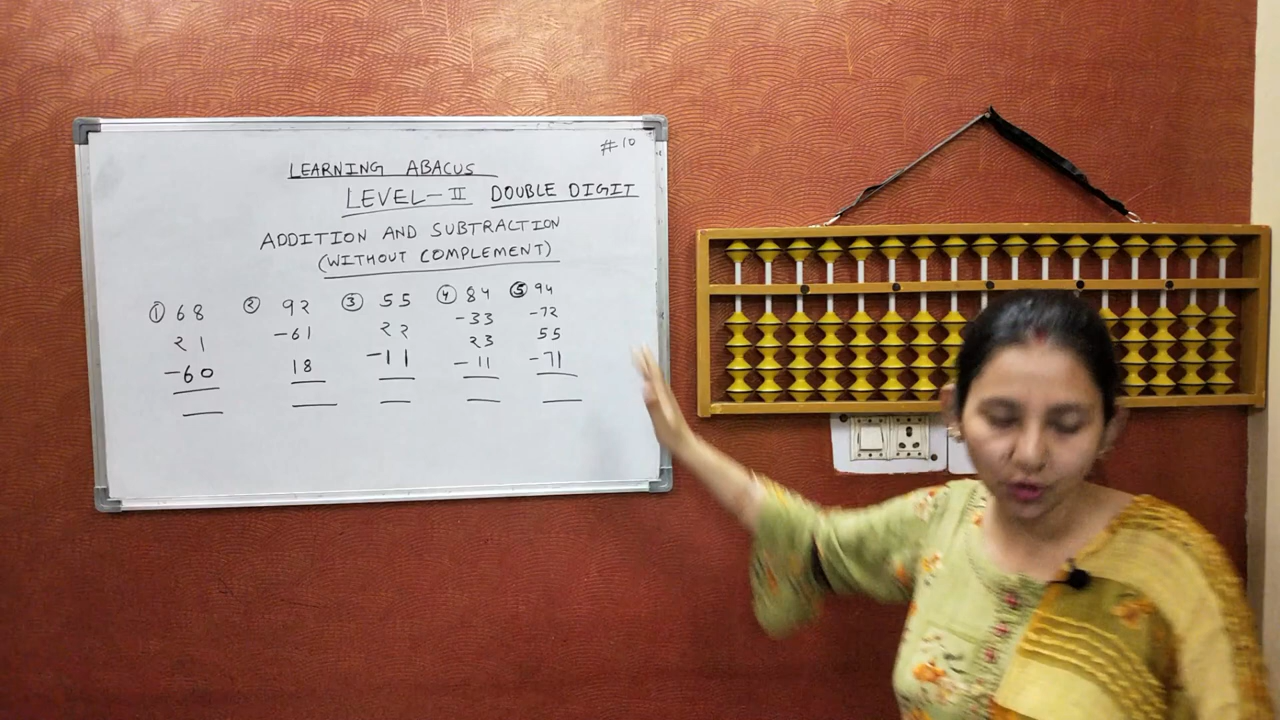 #10
LEARNING ABACUS
LEVEL-II DOUBLE DIGIT
ADDITION AND SUBTRACTION
(WITHOUT COMPLEMENT)
① 68 ② 92 ③ 55 ④ 84 ⑤ 94
21 -61 22 -33 -72
-60 18 -11 23 55
-11 -71